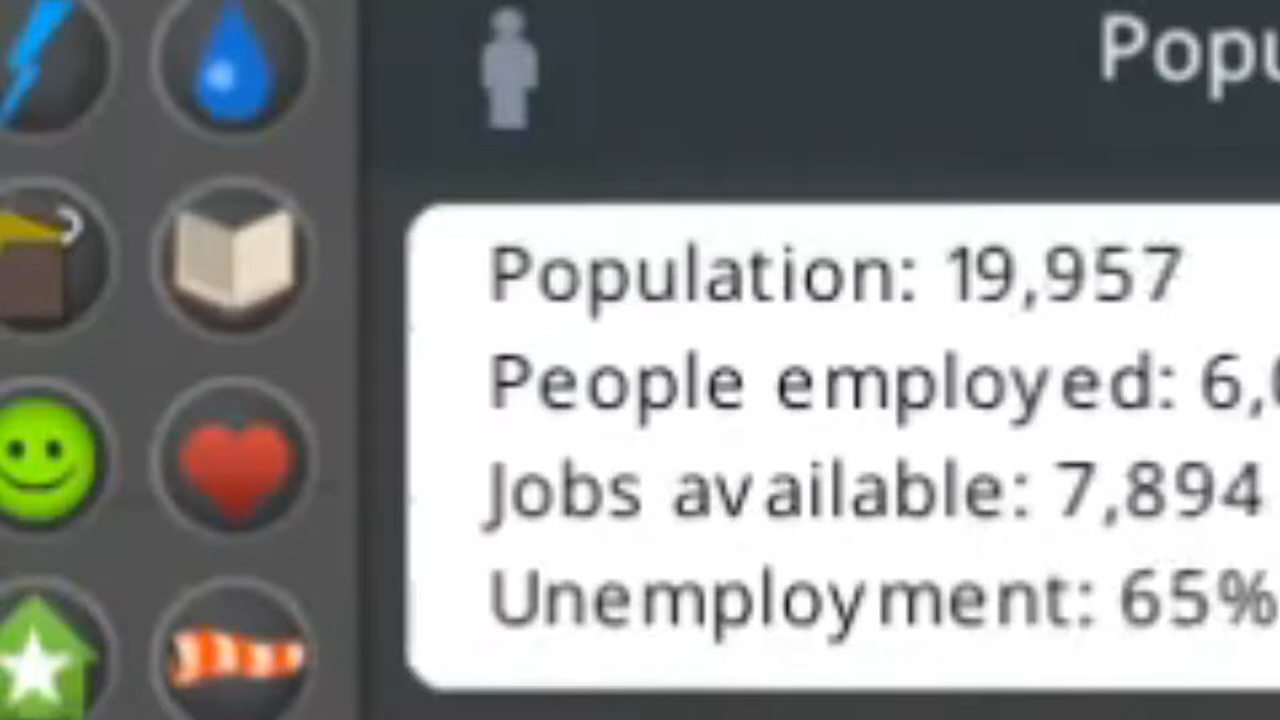 Popu
Population: 19,957
People employed: 6,
Jobs available: 7,894
Unemployment: 65%